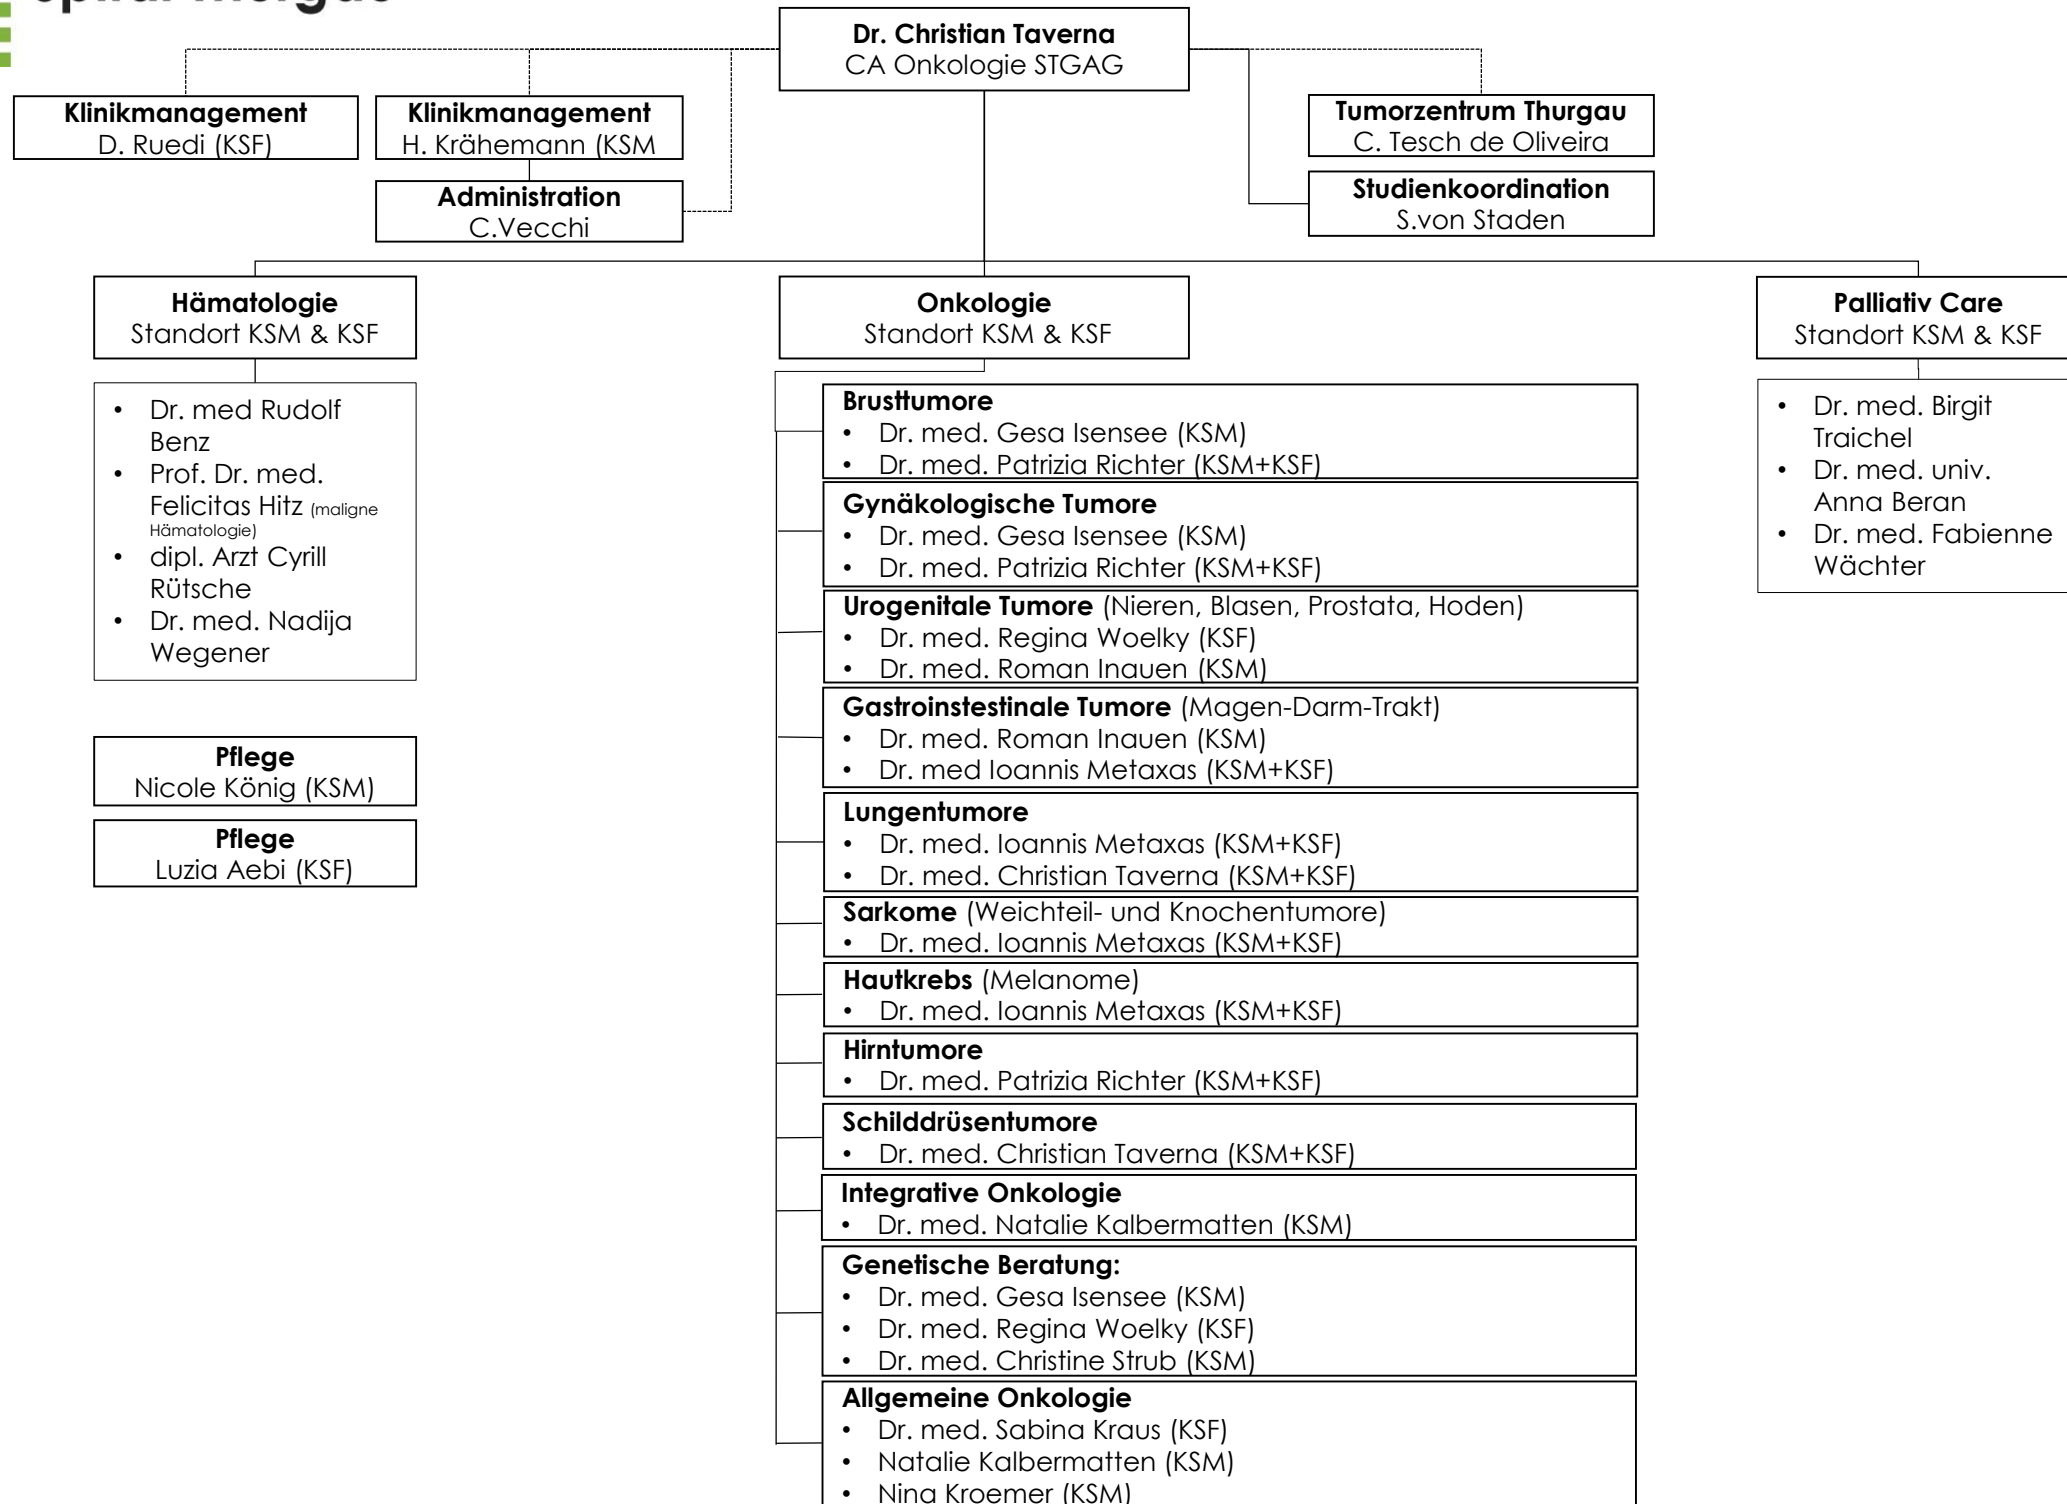 Dr. Christian Taverna
CA Onkologie STGAG
Klinikmanagement
D. Ruedi (KSF)
Klinikmanagement
H. Krähemann (KSM
Administration
C.Vecchi
Tumorzentrum Thurgau
C. Tesch de Oliveira
Studienkoordination
S.von Staden
Hämatologie
Standort KSM & KSF
• Dr. med Rudolf
Benz
• Prof. Dr. med.
Felicitas Hitz (maligne
Hämatologie)
• dipl. Arzt Cyrill
Rütsche
• Dr. med. Nadija
Wegener
Pflege
Nicole König (KSM)
Pflege
Luzia Aebi (KSF)
Onkologie
Standort KSM & KSF
Brusttumore
• Dr. med. Gesa Isensee (KSM)
• Dr. med. Patrizia Richter (KSM+KSF)
Gynäkologische Tumore
• Dr. med. Gesa Isensee (KSM)
• Dr. med. Patrizia Richter (KSM+KSF)
Urogenitale Tumore (Nieren, Blasen, Prostata, Hoden)
• Dr. med. Regina Woelky (KSF)
• Dr. med. Roman Inauen (KSM)
Gastroinstestinale Tumore (Magen-Darm-Trakt)
• Dr. med. Roman Inauen (KSM)
• Dr. med Ioannis Metaxas (KSM+KSF)
Lungentumore
• Dr. med. Ioannis Metaxas (KSM+KSF)
• Dr. med. Christian Taverna (KSM+KSF)
Sarkome (Weichteil- und Knochentumore)
• Dr. med. Ioannis Metaxas (KSM+KSF)
Hautkrebs (Melanome)
• Dr. med. Ioannis Metaxas (KSM+KSF)
Hirntumore
• Dr. med. Patrizia Richter (KSM+KSF)
Schilddrüsentumore
• Dr. med. Christian Taverna (KSM+KSF)
Integrative Onkologie
• Dr. med. Natalie Kalbermatten (KSM)
Genetische Beratung:
• Dr. med. Gesa Isensee (KSM)
• Dr. med. Regina Woelky (KSF)
• Dr. med. Christine Strub (KSM)
Allgemeine Onkologie
• Dr. med. Sabina Kraus (KSF)
• Natalie Kalbermatten (KSM)
• Nina Kroemer (KSM)
Palliativ Care
Standort KSM & KSF
• Dr. med. Birgit
Traichel
• Dr. med. univ.
Anna Beran
• Dr. med. Fabienne
Wächter